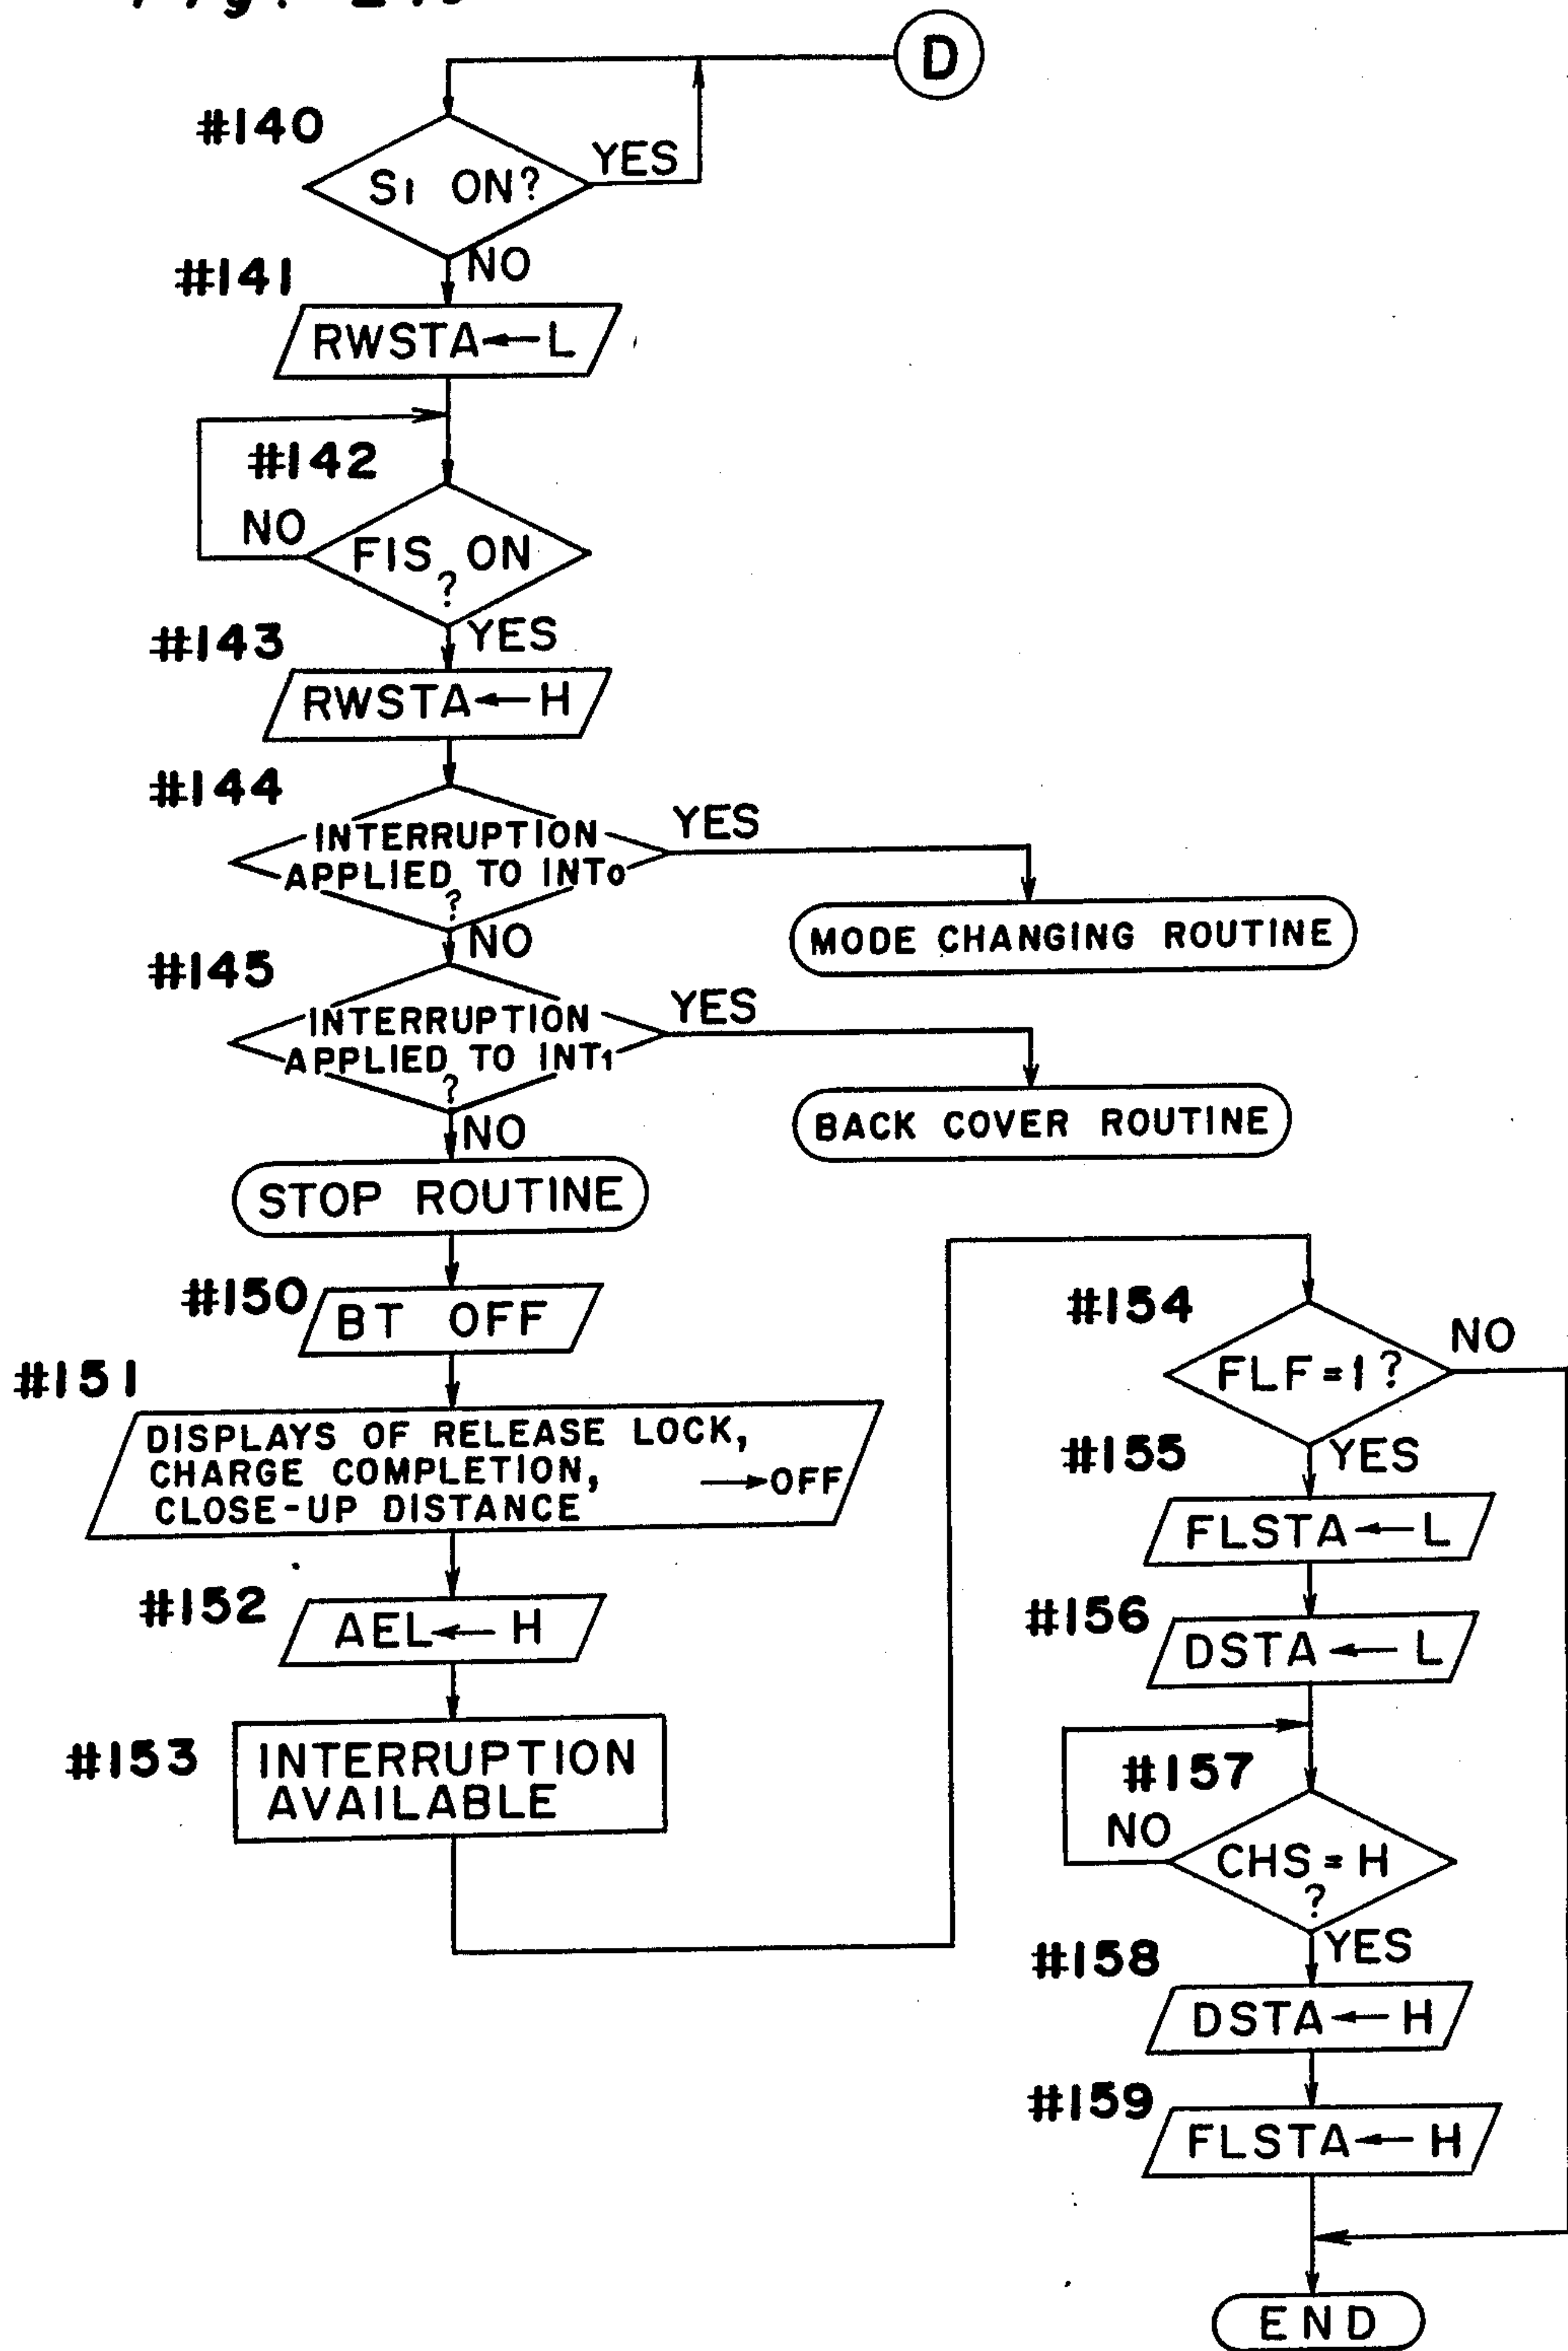 D
#140
S1 ON?
YES
NO
#141
RWSTA←L
#142
NO
FIS ON
?
YES
#143
RWSTA←H
#144
INTERRUPTION
APPLIED TO INT0
?
YES
MODE CHANGING ROUTINE
NO
#145
INTERRUPTION
APPLIED TO INT1
?
YES
BACK COVER ROUTINE
NO
STOP ROUTINE
#150
BT OFF
#151
DISPLAYS OF RELEASE LOCK,
CHARGE COMPLETION, →OFF
CLOSE-UP DISTANCE
#152
AEL← H
#153
INTERRUPTION
AVAILABLE
#154
FLF=1?
NO
YES
#155
FLSTA←L
#156
DSTA← L
#157
NO
CHS=H
?
YES
#158
DSTA← H
#159
FLSTA← H
END